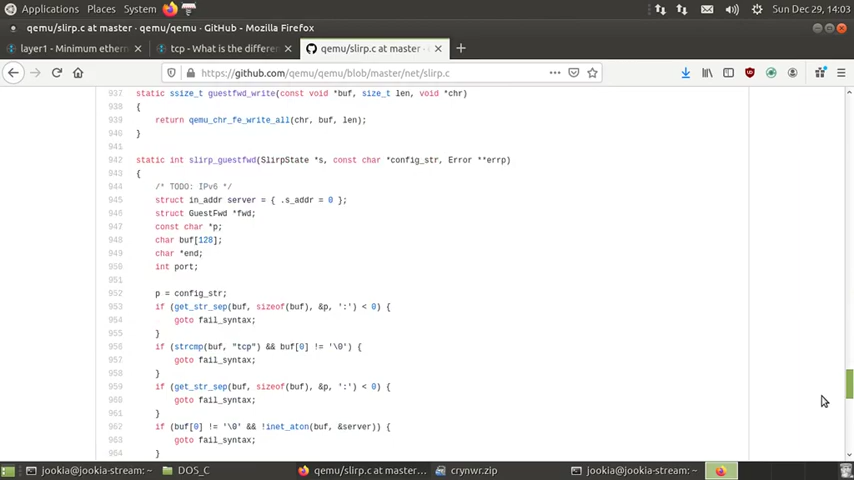 Applications Places System Sun Dec 29, 14:03
qemu/slirp.c at master · qemu/qemu · GitHub - Mozilla Firefox
layer1 - Minimum ethern tcp - What is the differen qemu/slirp.c at master ·
https://github.com/qemu/qemu/blob/master/net/slirp.c
937 static ssize_t guestfwd_write(const void *buf, size_t len, void *chr)
938 {
939 return qemu_chr_fe_write_all(chr, buf, len);
940 }
941
942 static int slirp_guestfwd(SlirpState *s, const char *config_str, Error **errp)
943 {
944 /* TODO: IPv6 */
945 struct in_addr server = { .s_addr = 0 };
946 struct GuestFwd *fwd;
947 const char *p;
948 char buf[128];
949 char *end;
950 int port;
951
952 p = config_str;
953 if (get_str_sep(buf, sizeof(buf), &p, ':') < 0) {
954 goto fail_syntax;
955 }
956 if (strcmp(buf, "tcp") && buf[0] != '\0') {
957 goto fail_syntax;
958 }
959 if (get_str_sep(buf, sizeof(buf), &p, ':') < 0) {
960 goto fail_syntax;
961 }
962 if (buf[0] != '\0' && !inet_aton(buf, &server)) {
963 goto fail_syntax;
964 }
jookia@jookia-stream: ~ DOS_C qemu/slirp.c at master... crynwr.zip jookia@jookia-stream: ~